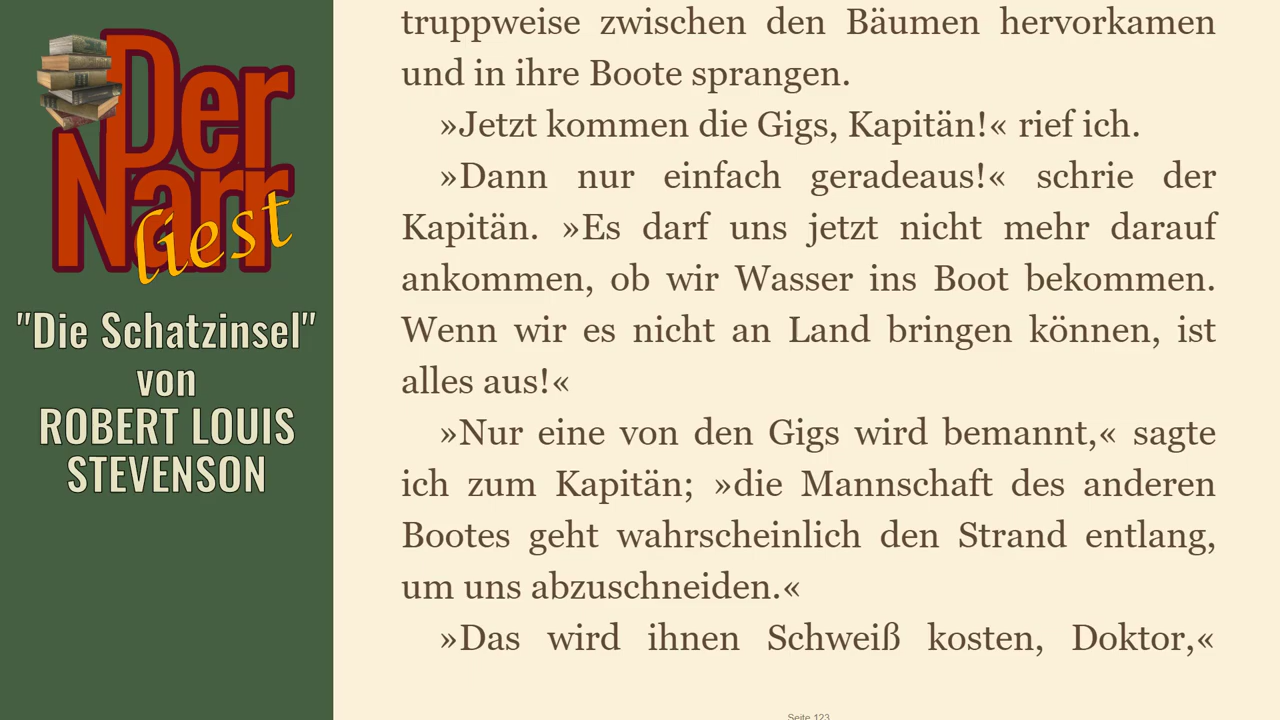 Der
Narr
liest
"Die Schatzinsel"
von
ROBERT LOUIS
STEVENSON
truppweise zwischen den Bäumen hervorkamen
und in ihre Boote sprangen.
»Jetzt kommen die Gigs, Kapitän!« rief ich.
»Dann nur einfach geradeaus!« schrie der
Kapitän. »Es darf uns jetzt nicht mehr darauf
ankommen, ob wir Wasser ins Boot bekommen.
Wenn wir es nicht an Land bringen können, ist
alles aus!«
»Nur eine von den Gigs wird bemannt,« sagte
ich zum Kapitän; »die Mannschaft des anderen
Bootes geht wahrscheinlich den Strand entlang,
um uns abzuschneiden.«
»Das wird ihnen Schweiß kosten, Doktor,«
Seite 123